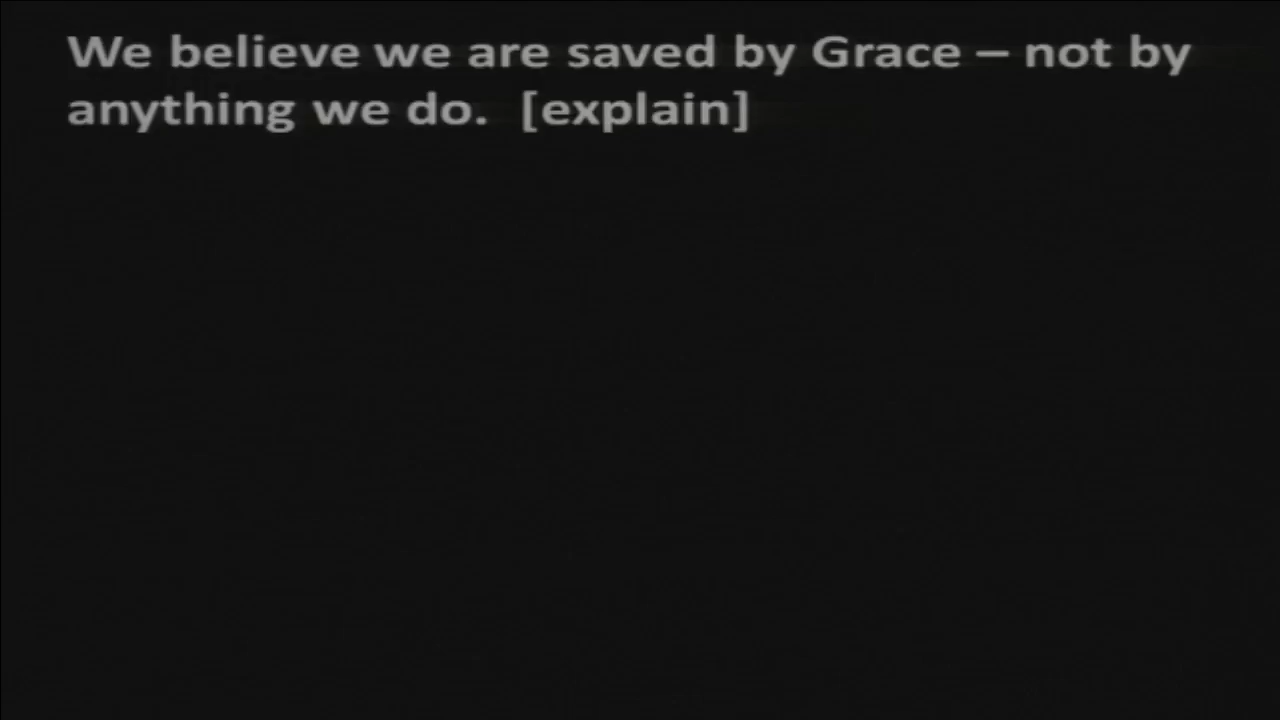 We believe we are saved by Grace – not by
anything we do.  [explain]